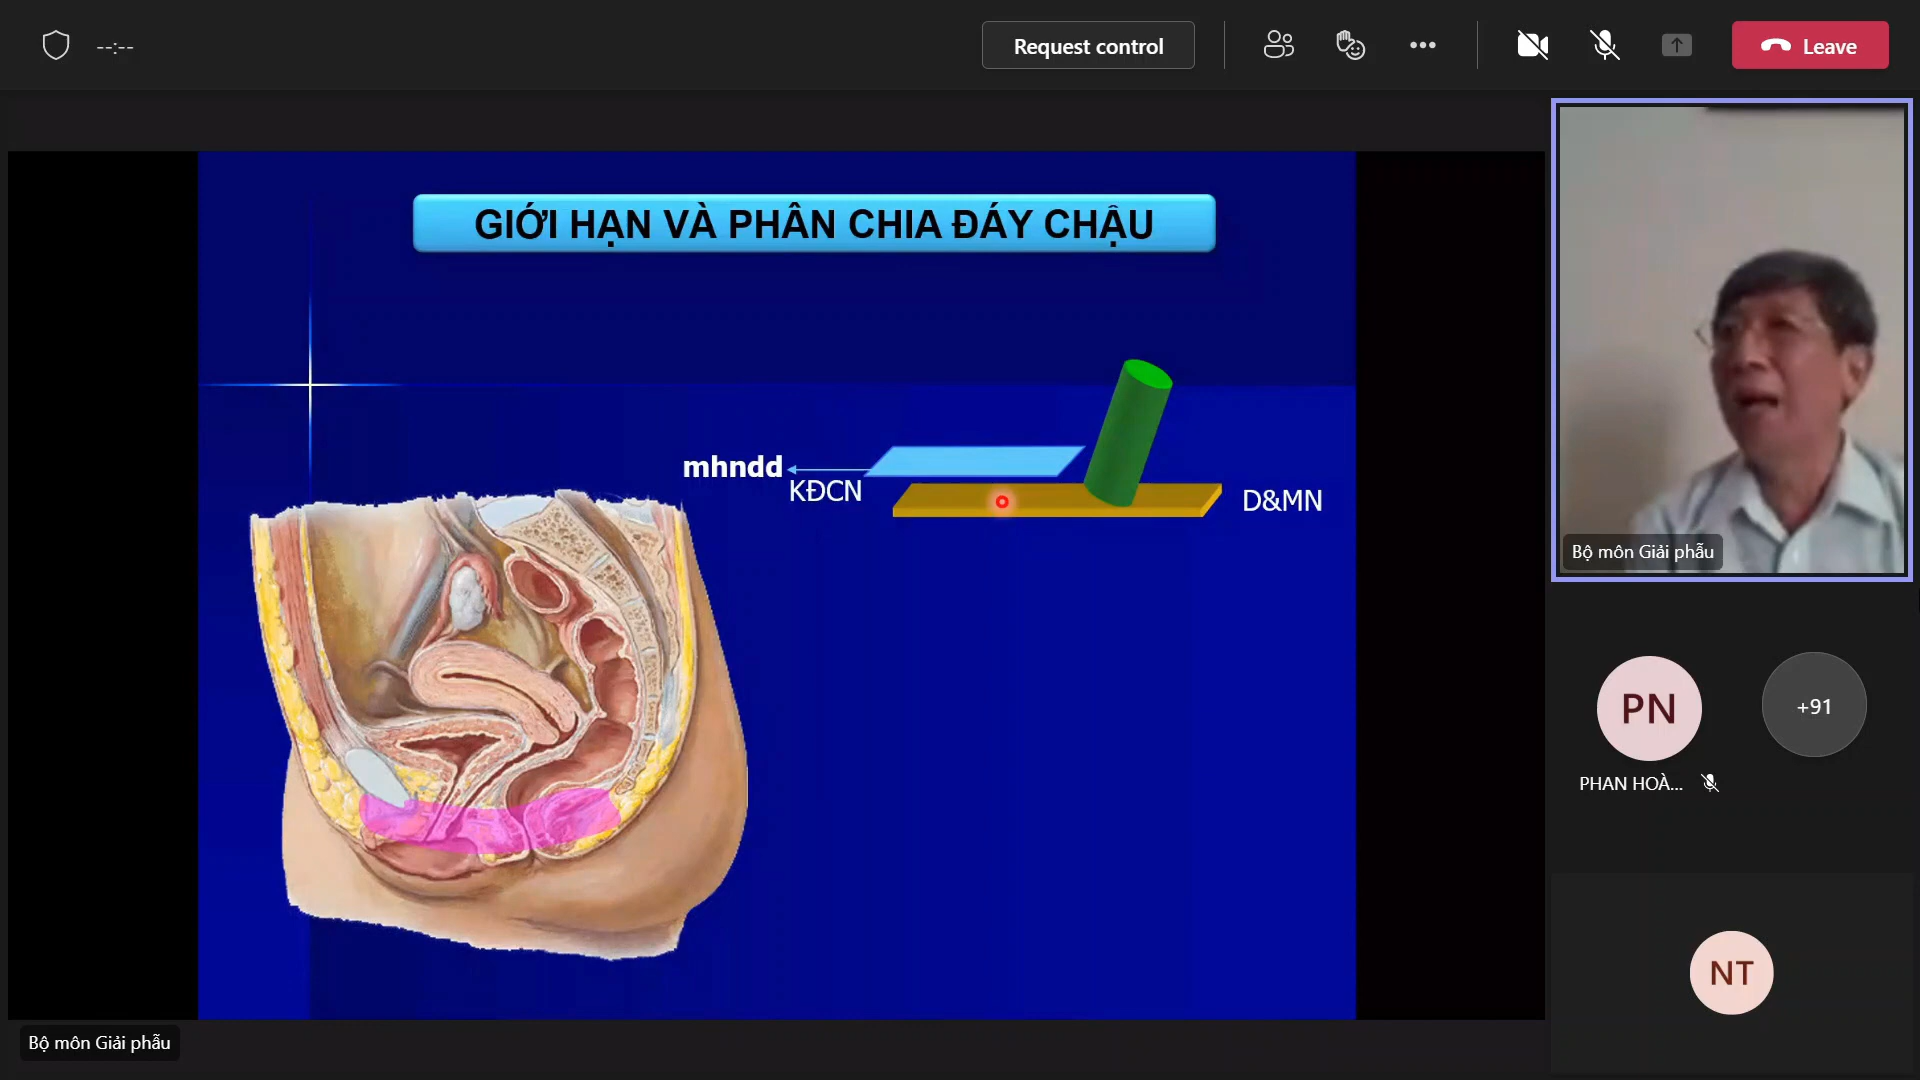 --:--
Request control
Leave
GIỚI HẠN VÀ PHÂN CHIA ĐÁY CHẬU
mhndd
KĐCN
D&MN
Bộ môn Giải phẫu
PN
+91
PHAN HOÀ...
NT
Bộ môn Giải phẫu